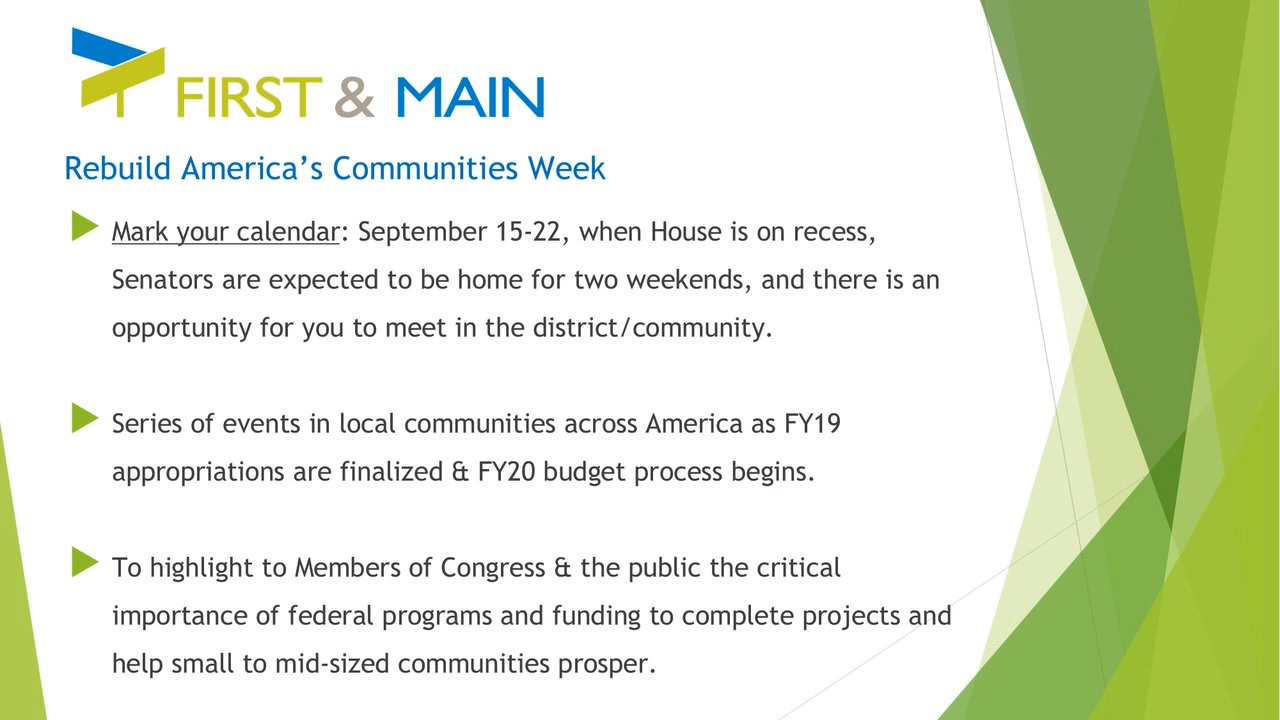 FIRST & MAIN
Rebuild America’s Communities Week
Mark your calendar: September 15-22, when House is on recess,
Senators are expected to be home for two weekends, and there is an
opportunity for you to meet in the district/community.
Series of events in local communities across America as FY19
appropriations are finalized & FY20 budget process begins.
To highlight to Members of Congress & the public the critical
importance of federal programs and funding to complete projects and
help small to mid-sized communities prosper.